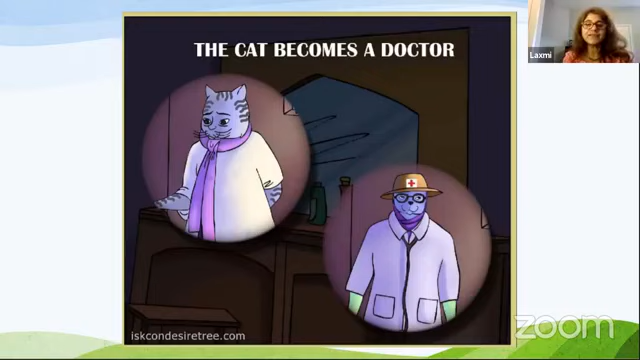 THE CAT BECOMES A DOCTOR
Laxmi
iskcondesiretree.com
zoom